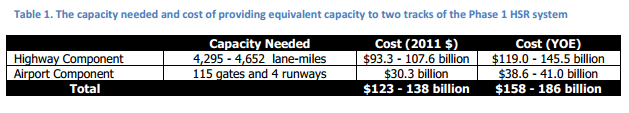 Table 1. The capacity needed and cost of providing equivalent capacity to two tracks of the Phase 1 HSR system
Capacity Needed Cost (2011 $) Cost (YOE)
Highway Component 4,295 - 4,652 lane-miles $93.3 - 107.6 billion $119.0 - 145.5 billion
Airport Component 115 gates and 4 runways $30.3 billion $38.6 - 41.0 billion
Total $123 - 138 billion $158 - 186 billion